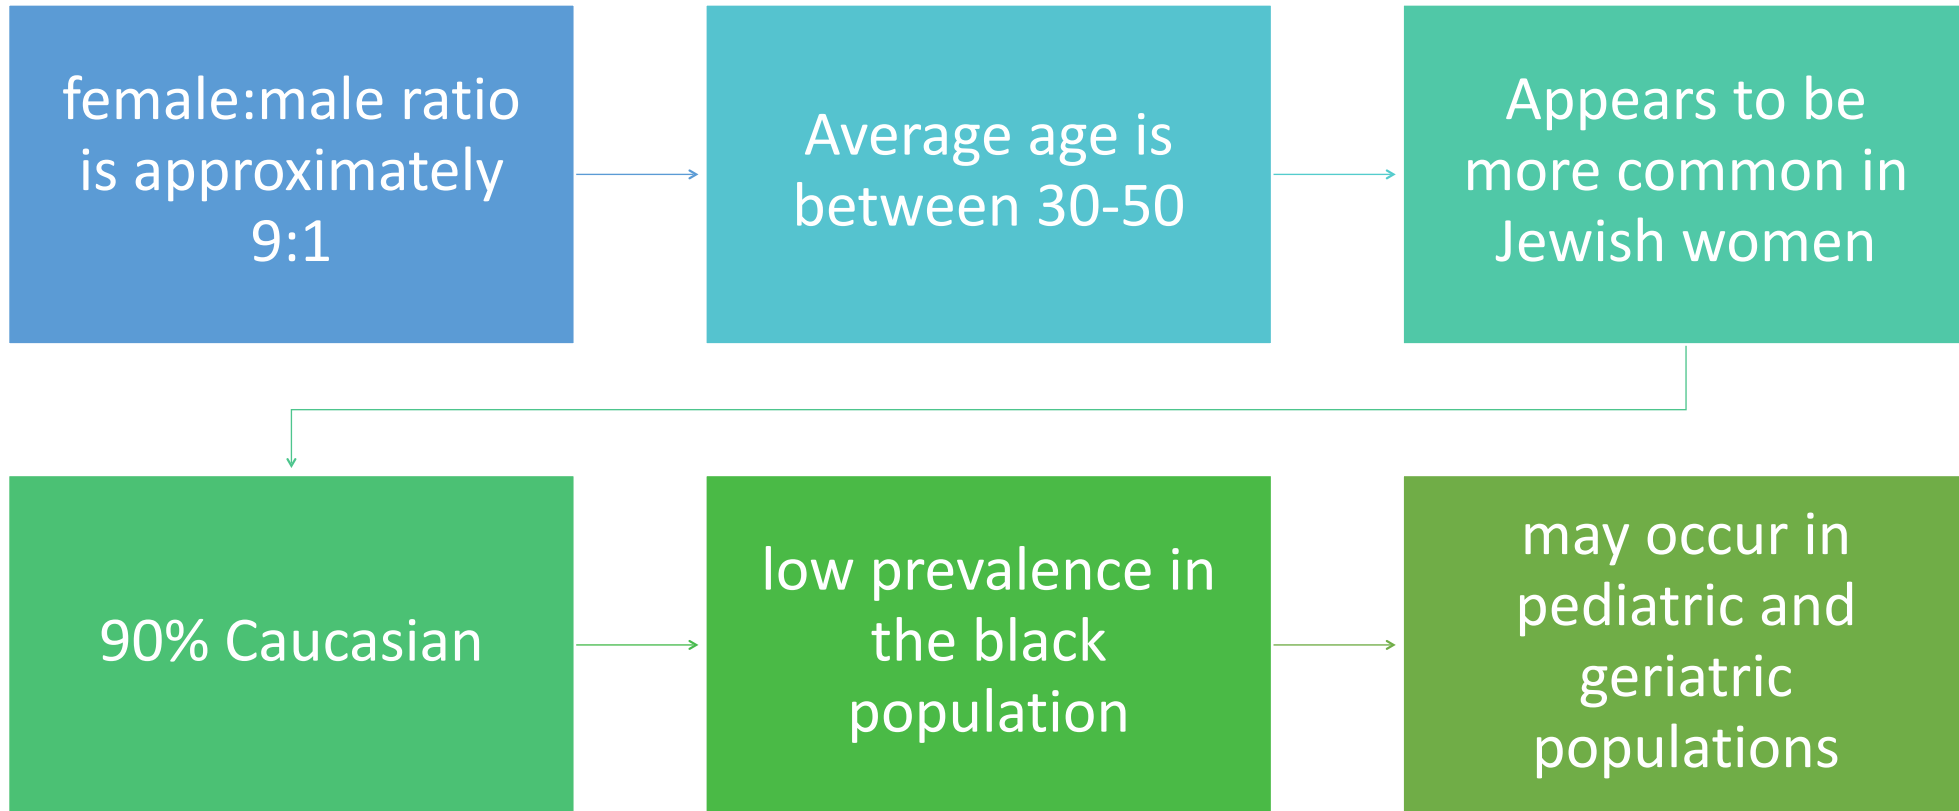 female:male ratio
is approximately
9:1
Average age is
between 30-50
Appears to be
more common in
Jewish women
90% Caucasian
low prevalence in
the black
population
may occur in
pediatric and
geriatric
populations